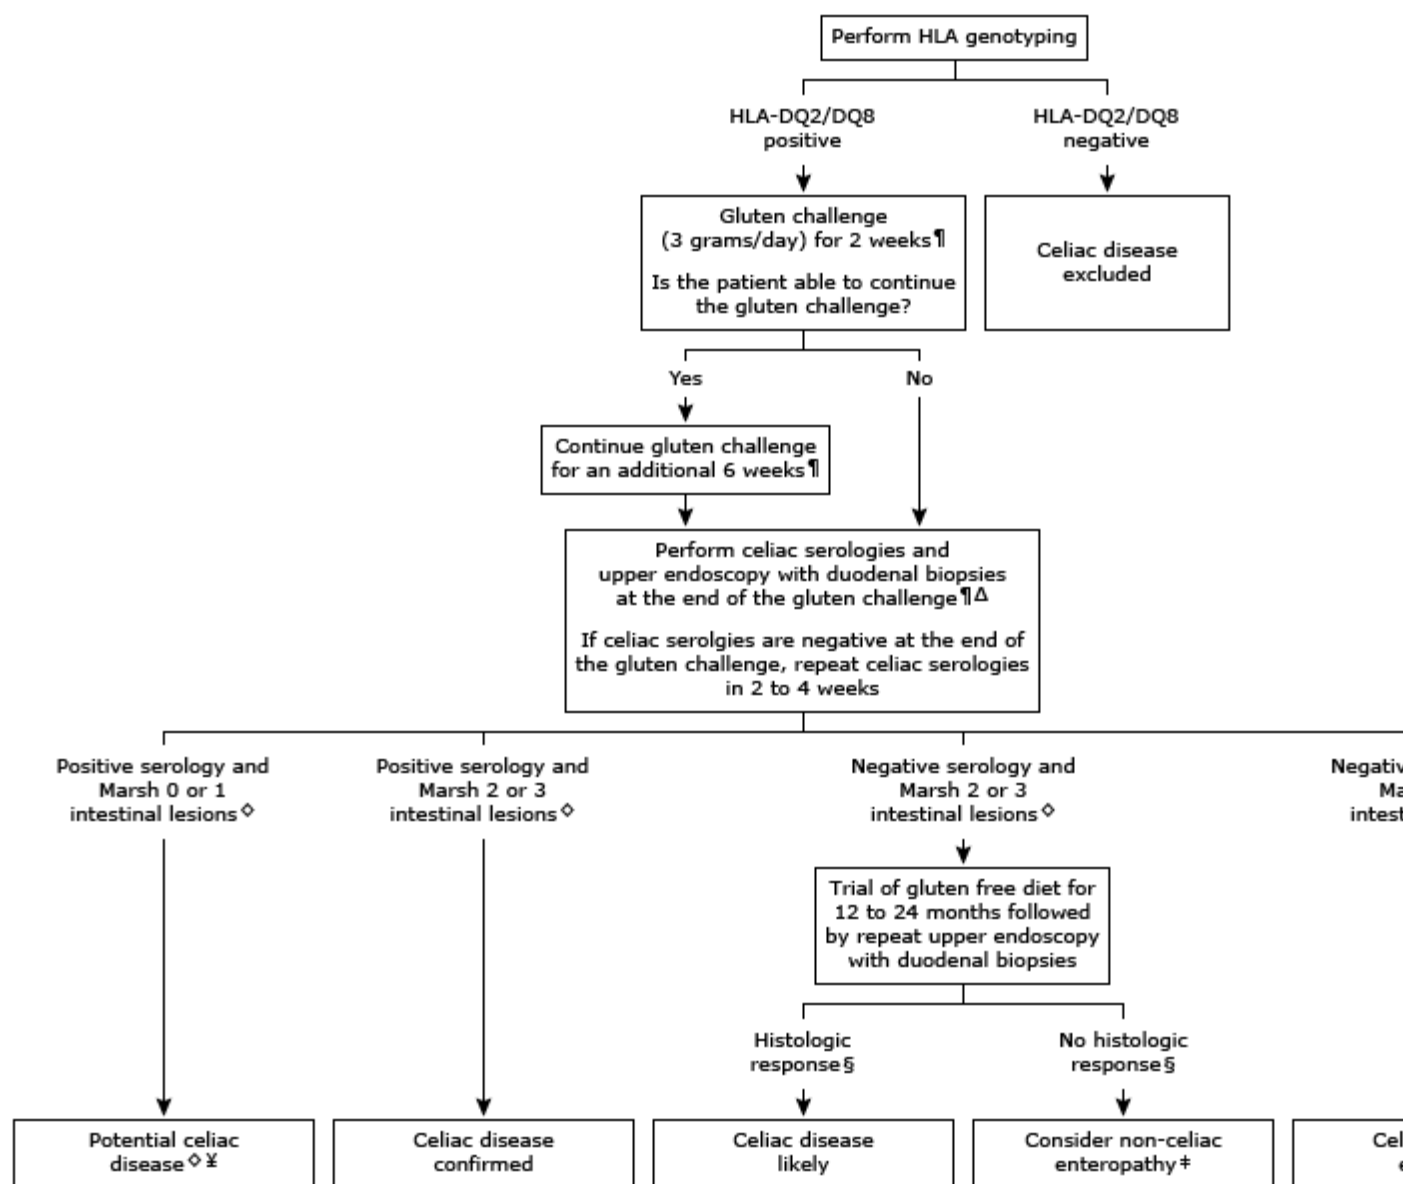 Perform HLA genotyping
HLA-DQ2/DQ8
positive
HLA-DQ2/DQ8
negative
Gluten challenge
(3 grams/day) for 2 weeks¶
Is the patient able to continue
the gluten challenge?
Celiac disease
excluded
Yes
No
Continue gluten challenge
for an additional 6 weeks¶
Perform celiac serologies and
upper endoscopy with duodenal biopsies
at the end of the gluten challenge¶Δ
If celiac serolgies are negative at the end of
the gluten challenge, repeat celiac serologies
in 2 to 4 weeks
Positive serology and
Marsh 0 or 1
intestinal lesions◇
Positive serology and
Marsh 2 or 3
intestinal lesions◇
Negative serology and
Marsh 2 or 3
intestinal lesions◇
Trial of gluten free diet for
12 to 24 months followed
by repeat upper endoscopy
with duodenal biopsies
Histologic
response§
No histologic
response§
Potential celiac
disease◇¥
Celiac disease
confirmed
Celiac disease
likely
Consider non-celiac
enteropathy‡